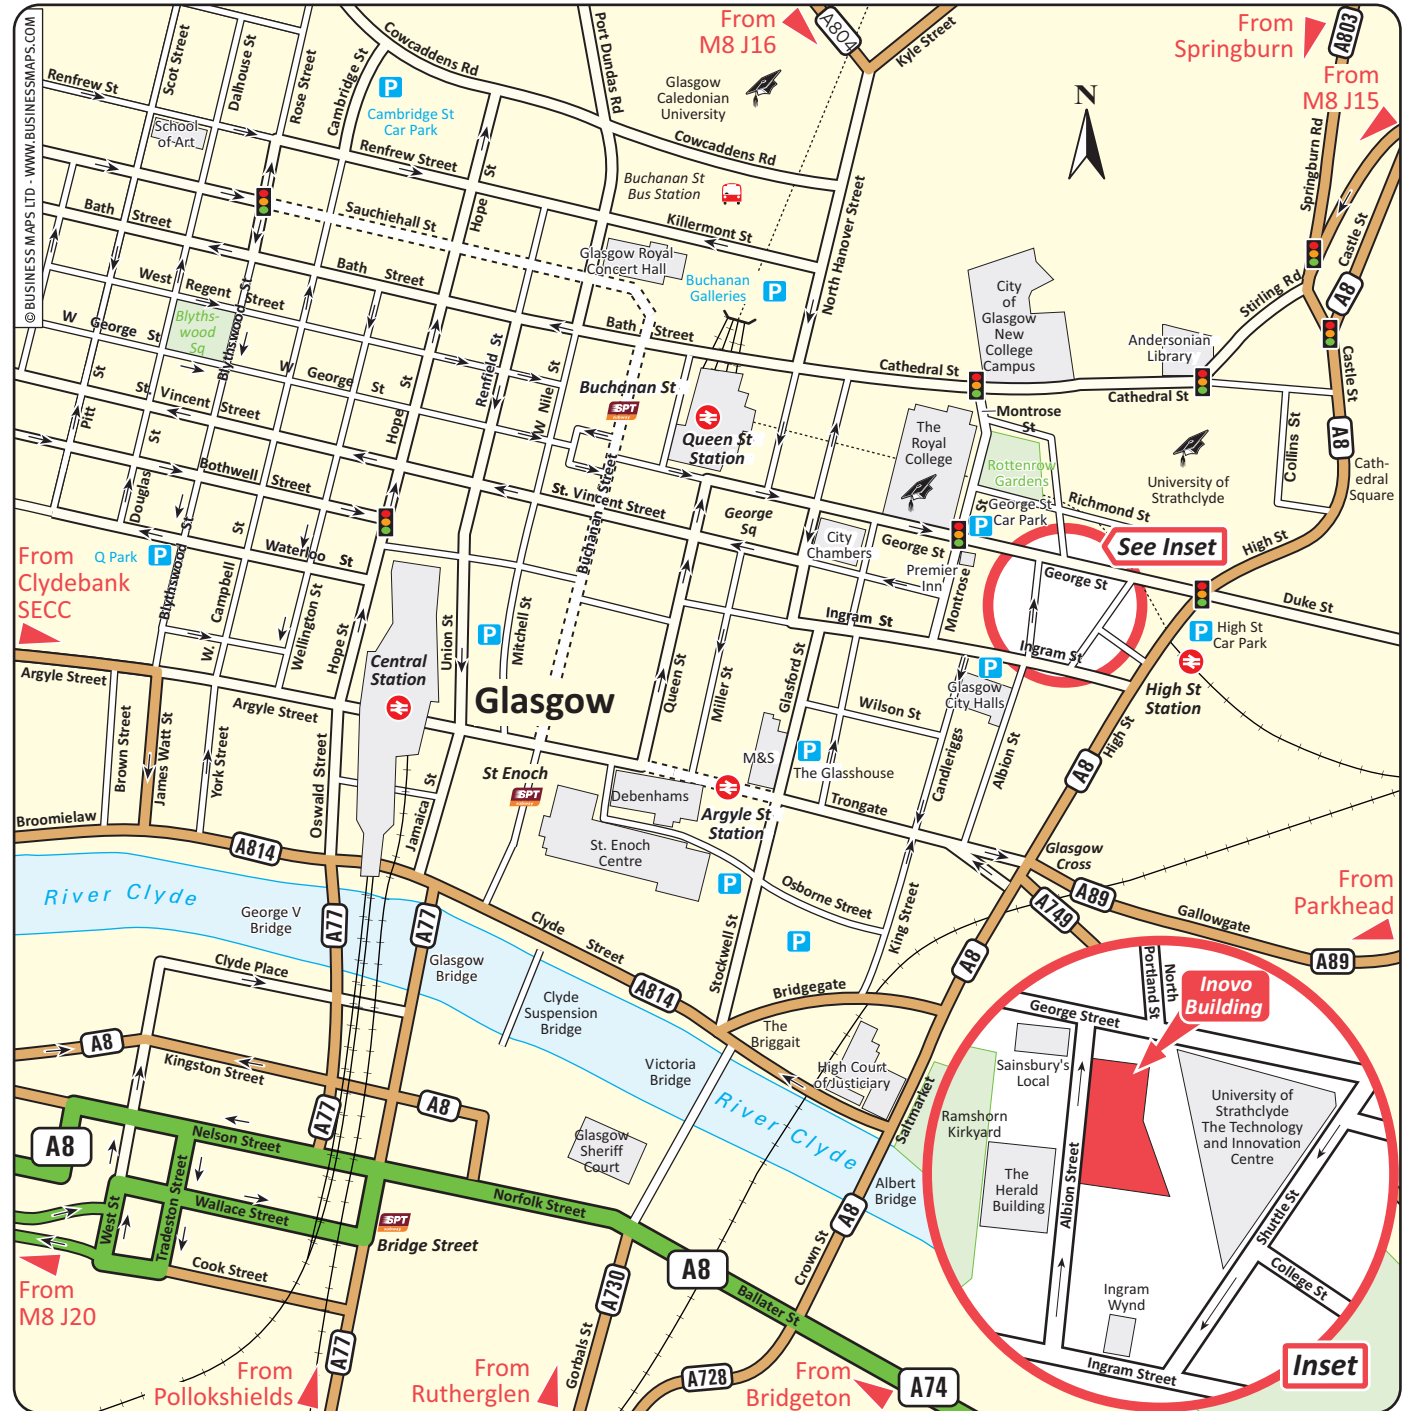 © BUSINESS MAPS LTD - WWW.BUSINESSMAPS.COM
Renfrew St
Scot Street
Dalhouse St
Rose Street
Cambridge St
Cowcaddens Rd
Port Dundas Rd
From
M8 J16
A804
Kyle Street
From
Springburn
A803
From
M8 J15
P
Cambridge St
Car Park
Glasgow
Caledonian
University
N
School
of Art
Renfrew Street
Hope St
Cowcaddens Rd
Springburn Rd
Buchanan St
Bus Station
Bath Street
Sauchiehall St
Killermont St
North Hanover Street
Castle St
Glasgow Royal
Concert Hall
Buchanan
Galleries
P
West Regent Street
Bath Street
Bath Street
City
of
Glasgow
New
College
Campus
Stirling Rd
A8
Andersonian
Library
W George St
Blyths-
wood
Sq
Blythswood St
W George St
Renfield St
W Nile St
Buchanan St
SPT
subway
Cathedral St
Cathedral St
Castle St
Pitt St
St. Vincent Street
Hope St
Queen St
Station
Montrose
St
The
Royal
College
Rottenrow
Gardens
Collins St
A8
Cath-
edral
Square
University of
Strathclyde
Douglas St
Bothwell Street
St. Vincent Street
Buchanan Street
George
Sq
George St
Car Park
P
Richmond St
See Inset
High St
City
Chambers
George St
Premier
Inn
Montrose St
George St
Duke St
From
Clydebank
SECC
Q Park
P
Blythswood St
W. Campbell St
Waterloo St
Wellington St
Hope St
Union St
P
Mitchell St
Ingram St
Ingram St
P
High St
Car Park
High St
Station
Argyle Street
Central
Station
Glasgow
Queen St
Miller St
Glasford St
P
Glasgow
City Halls
Wilson St
Candleriggs
Albion St
A8
High St
Argyle Street
Brown Street
James Watt St
York Street
Oswald Street
Jamaica St
St Enoch
SPT
subway
Debenhams
M&S
P
The Glasshouse
Argyle St
Station
Trongate
Broomielaw
A814
St. Enoch
Centre
P
Glasgow
Cross
A89
A749
Gallowgate
A89
From
Parkhead
River Clyde
George V
Bridge
A77
A77
Glasgow
Bridge
Clyde Street
Osborne Street
Stockwell St
P
King Street
A8
Clyde Place
Clyde
Suspension
Bridge
A814
Bridgegate
The
Briggait
A8
Kingston Street
Victoria
Bridge
High Court
of Justiciary
Saltmarket
A77
A8
River Clyde
A8
Nelson Street
Glasgow
Sheriff
Court
Albert
Bridge
West St
Tradeston Street
Wallace Street
Norfolk Street
SPT
subway
Bridge Street
A8
Crown St
Cook Street
A730
A8
Ballater St
From
M8 J20
A77
From
Pollokshields
From
Rutherglen
Gorbals St
A728
From
Bridgeton
A74
North
Portland St
Inovo
Building
George Street
Sainsbury's
Local
Ramshorn
Kirkyard
The
Herald
Building
Albion Street
University of
Strathclyde
The Technology
and Innovation
Centre
Shuttle St
College St
Ingram
Wynd
Ingram Street
Inset